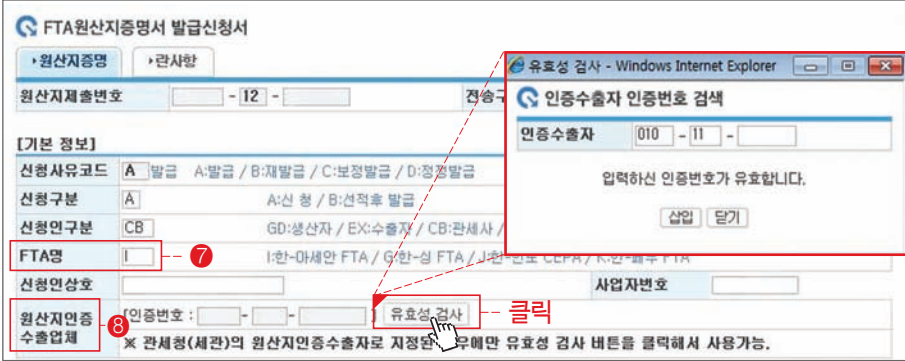 FTA원산지증명서 발급신청서
원산지증명 란사항
원산지제출번호 - 12 - 전송구
[기본 정보]
신청사유코드 A 발급 A:발급 / B:재발급 / C:보정발급 / D:정정발급
신청구분 A A:신 청 / B:선적후 발급
신청인구분 CB GD:생산자 / EX:수출자 / CB:관세사 /
FTA명 I I:한-아세안 FTA / G:한-싱 FTA / J:한-인도 CEPA / K:한-페루 FTA
7
신청인상호 사업자번호
원산지인증
수출업체
8
[인증번호 : - - ] 유효성 검사
클릭
※ 관세청(세관)의 원산지인증수출자로 지정된 우에만 유효성 검사 버튼을 클릭해서 사용가능.
유효성 검사 - Windows Internet Explorer
인증수출자 인증번호 검색
인증수출자 010 - 11 -
입력하신 인증번호가 유효합니다.
삽입 닫기